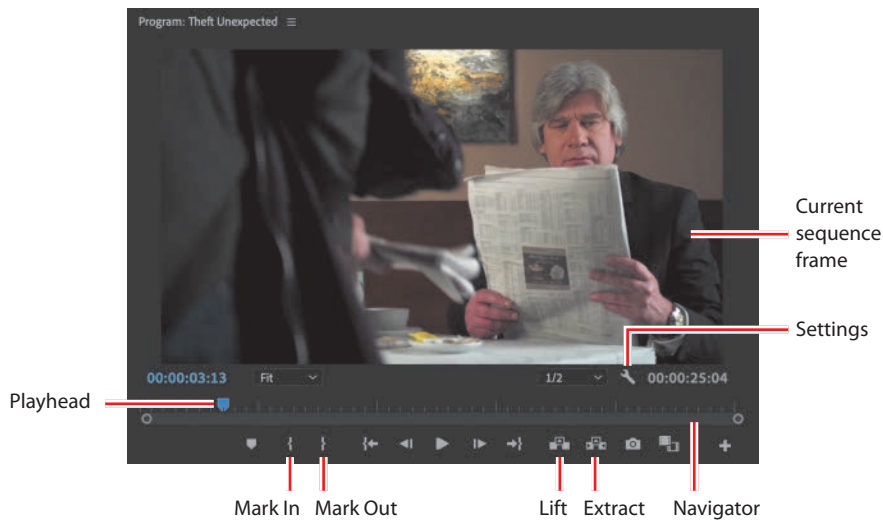 Program: Theft Unexpected
Current
sequence
frame
Settings
00:00:03:13 Fit 1/2 00:00:25:04
Playhead
Mark In Mark Out Lift Extract Navigator